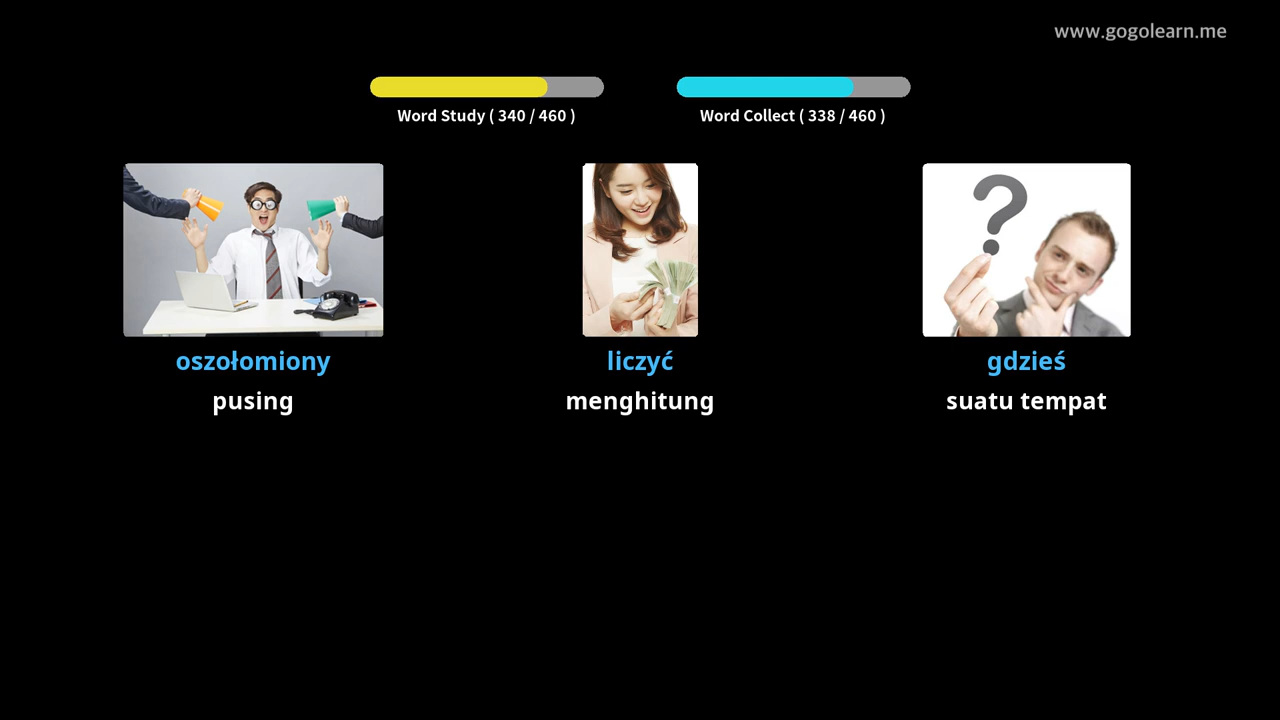 www.gogolearn.me
Word Study ( 340 / 460 )
Word Collect ( 338 / 460 )
oszołomiony
liczyć
gdzieś
pusing
menghitung
suatu tempat